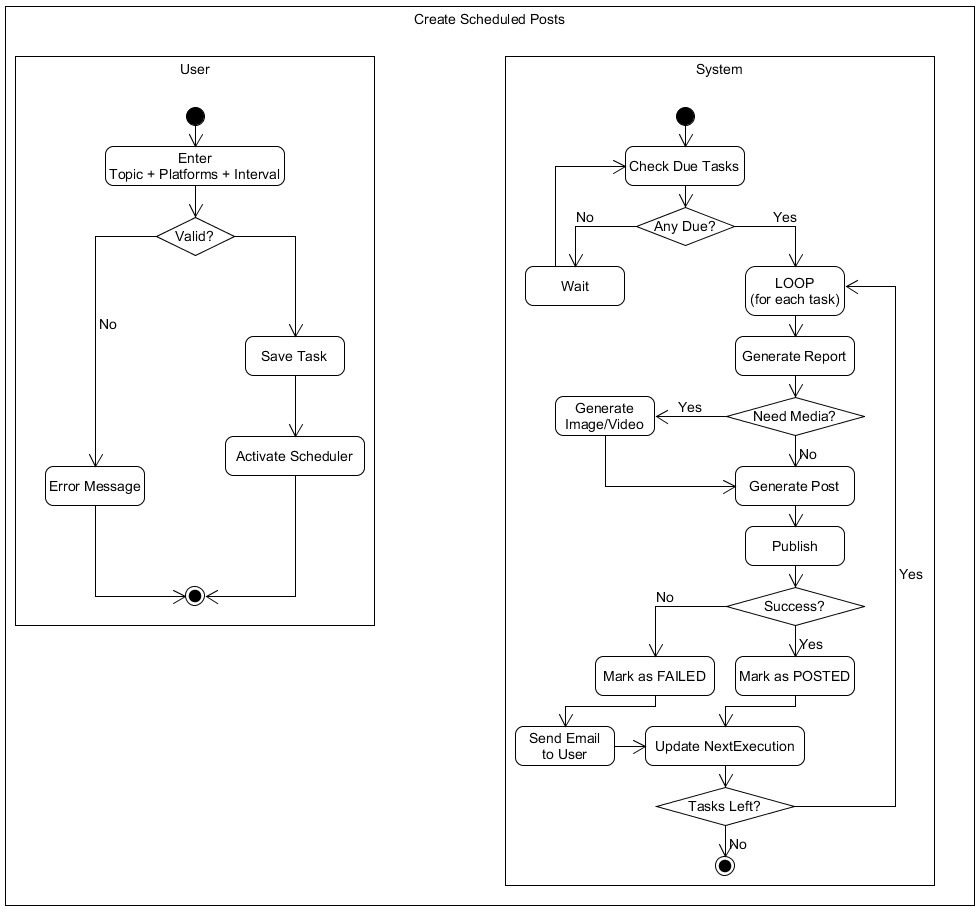 Create Scheduled Posts
User
Enter
Topic + Platforms + Interval
Valid?
No
Save Task
Activate Scheduler
Error Message
System
Check Due Tasks
Any Due?
No
Yes
Wait
LOOP
(for each task)
Generate Report
Need Media?
Yes
Generate
Image/Video
No
Generate Post
Publish
Success?
No
Yes
Mark as FAILED
Mark as POSTED
Send Email
to User
Update NextExecution
Tasks Left?
Yes
No